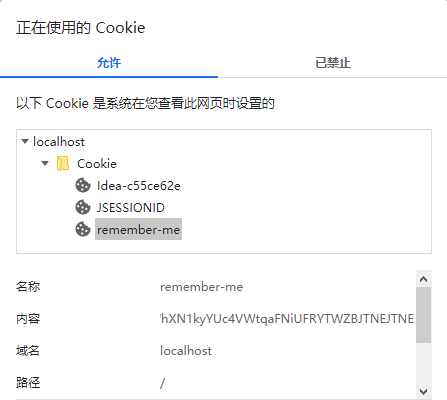 正在使用的 Cookie
允许 已禁止
以下 Cookie 是系统在您查看此网页时设置的
localhost
Cookie
Idea-c55ce62e
JSESSIONID
remember-me
名称 remember-me
内容 'hXN1kyYUc4VWtqaFNiUFRYTWZBJTNEJTNE
域名 localhost
路径 /